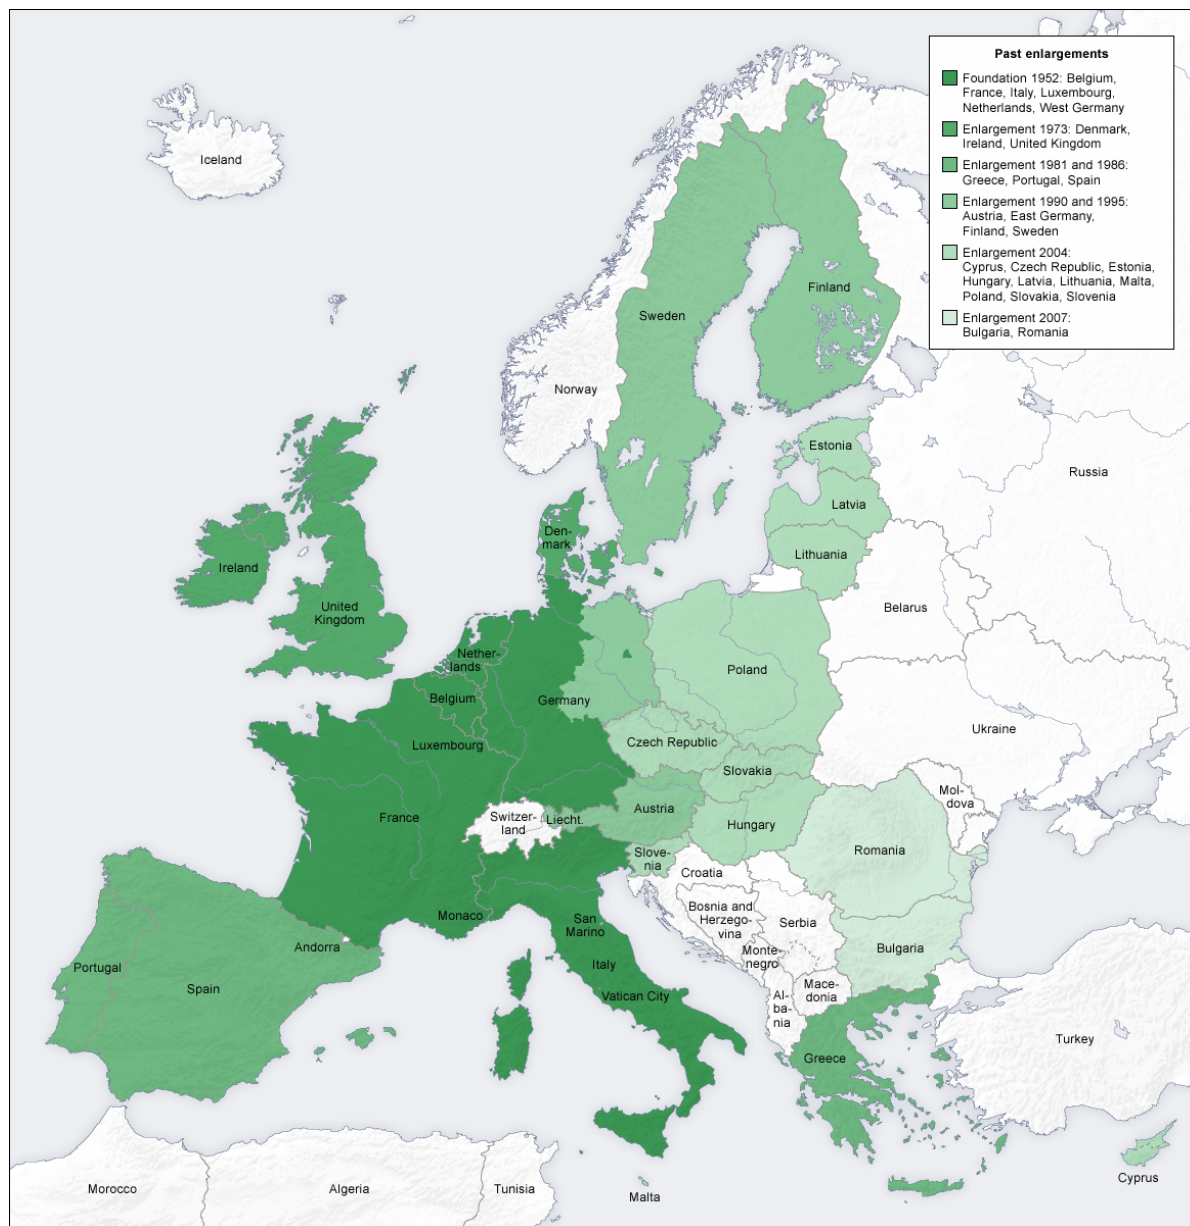 Past enlargements
Foundation 1952: Belgium,
France, Italy, Luxembourg,
Netherlands, West Germany
Enlargement 1973: Denmark,
Ireland, United Kingdom
Enlargement 1981 and 1986:
Greece, Portugal, Spain
Enlargement 1990 and 1995:
Austria, East Germany,
Finland, Sweden
Enlargement 2004:
Cyprus, Czech Republic, Estonia,
Hungary, Latvia, Lithuania, Malta,
Poland, Slovakia, Slovenia
Enlargement 2007:
Bulgaria, Romania
Iceland
Finland
Sweden
Norway
Estonia
Russia
Latvia
Den-
mark
Lithuania
Ireland
United
Kingdom
Belarus
Nether-
lands
Poland
Belgium
Germany
Ukraine
Luxembourg
Czech Republic
Slovakia
Mol-
dova
Austria
France
Switzer-
land
Liecht.
Hungary
Slove-
nia
Romania
Croatia
Bosnia and
Herzego-
vina
Monaco
San
Marino
Serbia
Andorra
Bulgaria
Monte-
negro
Portugal
Italy
Spain
Vatican City
Mace-
donia
Al-
ba-
nia
Turkey
Greece
Cyprus
Morocco
Algeria
Tunisia
Malta